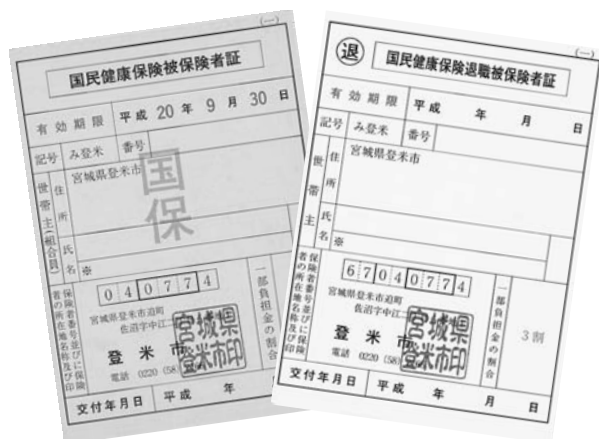 (一)
国民健康保険被保険者証
有効期限 平成 20 年 9 月 30 日
記号 み登米 番号
世帯主(組合員) 住所 宮城県登米市
国保
氏名
※
保険者番号並びに保険者の所在地名称及び印
0 4 0 7 7 4
宮城県登米市迫町
佐沼字中江二
登米市
電話 0220 (58)
宮城県登米市印
一部負担金の割合
交付年月日 平成 年
(一)
退 国民健康保険退職被保険者証
有効期限 平成 年 月 日
記号 み登米 番号
世帯主 住所 宮城県登米市
氏名
※
保険者番号並びに保険者の所在地名称及び印
6 7 0 4 0 7 7 4
宮城県登米市迫町
佐沼字中江二
登米市
電話 0220 (58)
宮城県登米市印
一部負担金の割合 3割
交付年月日 平成 年 月 日